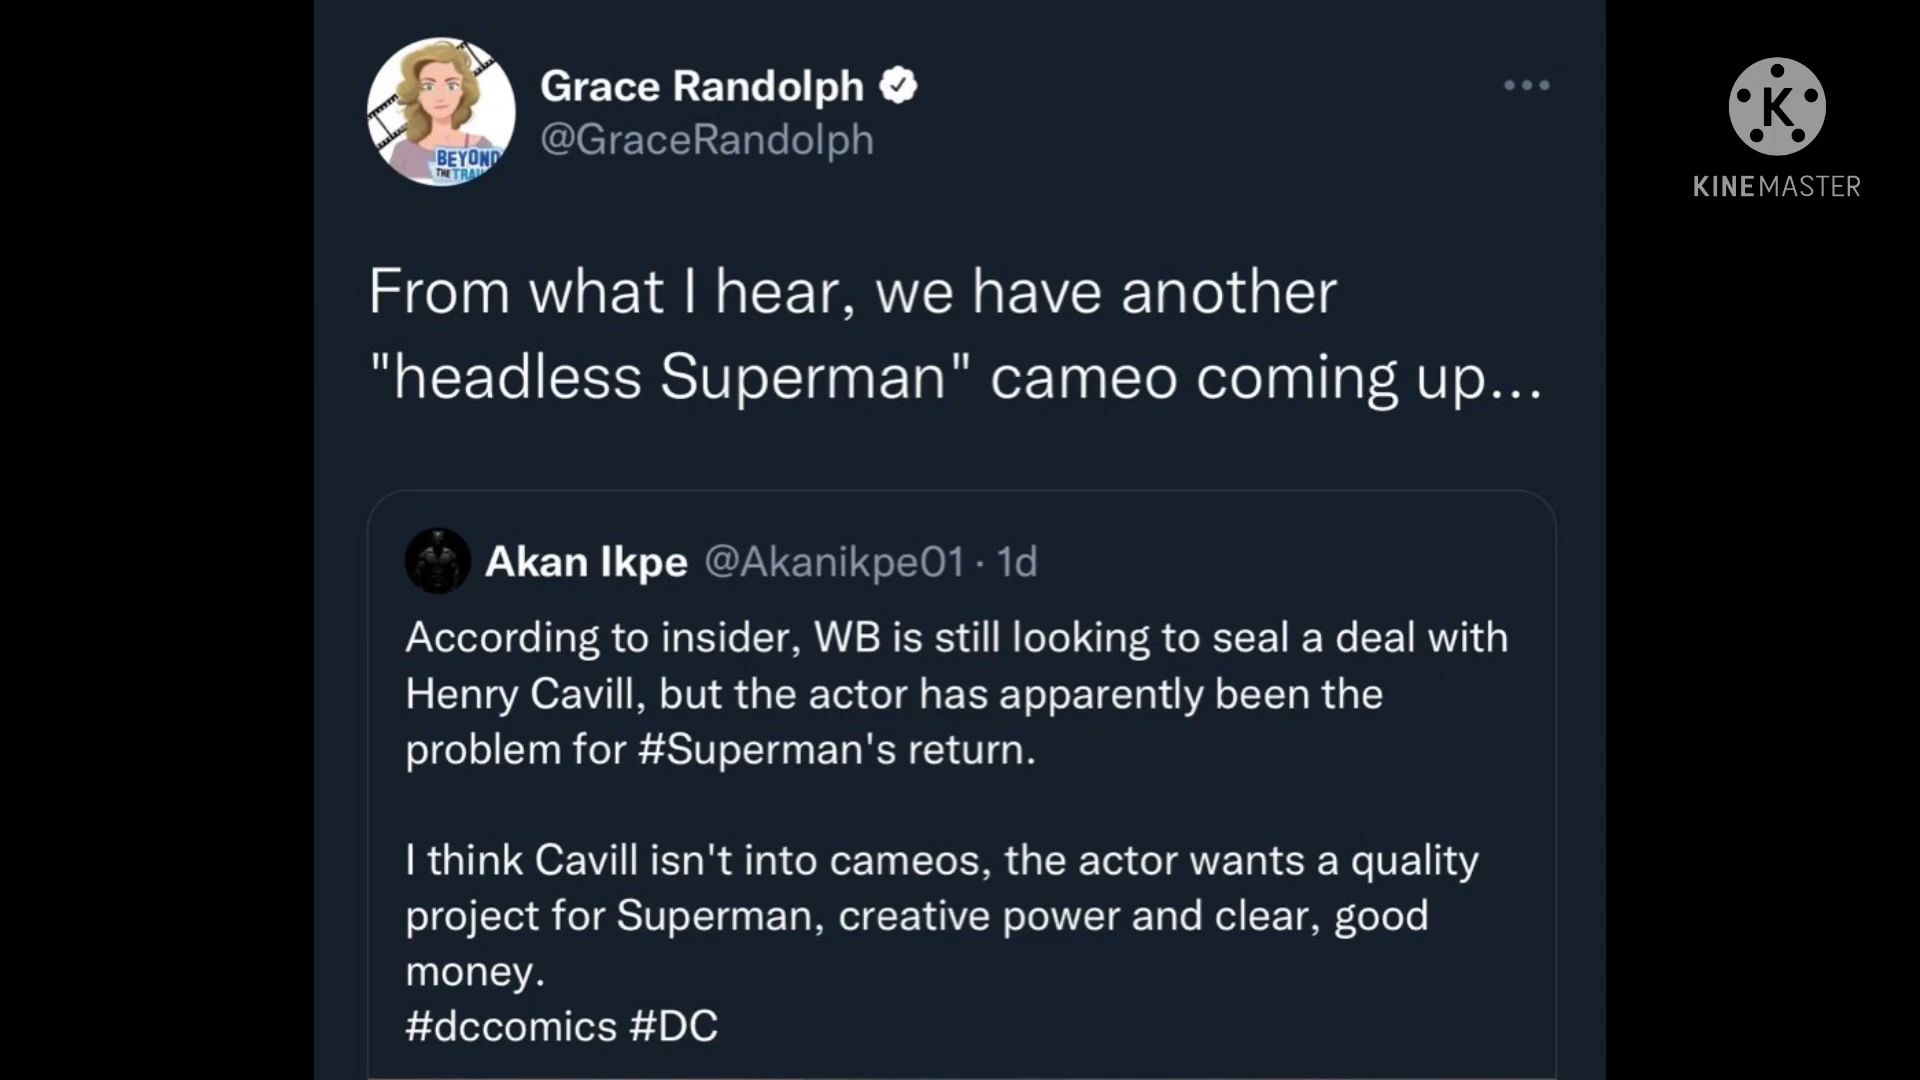 Grace Randolph
@GraceRandolph
BEYOND
THE TRAI
KINEMASTER
From what I hear, we have another
"headless Superman" cameo coming up...
Akan Ikpe @Akanikpe01 · 1d
According to insider, WB is still looking to seal a deal with
Henry Cavill, but the actor has apparently been the
problem for #Superman's return.
I think Cavill isn't into cameos, the actor wants a quality
project for Superman, creative power and clear, good
money.
#dccomics #DC